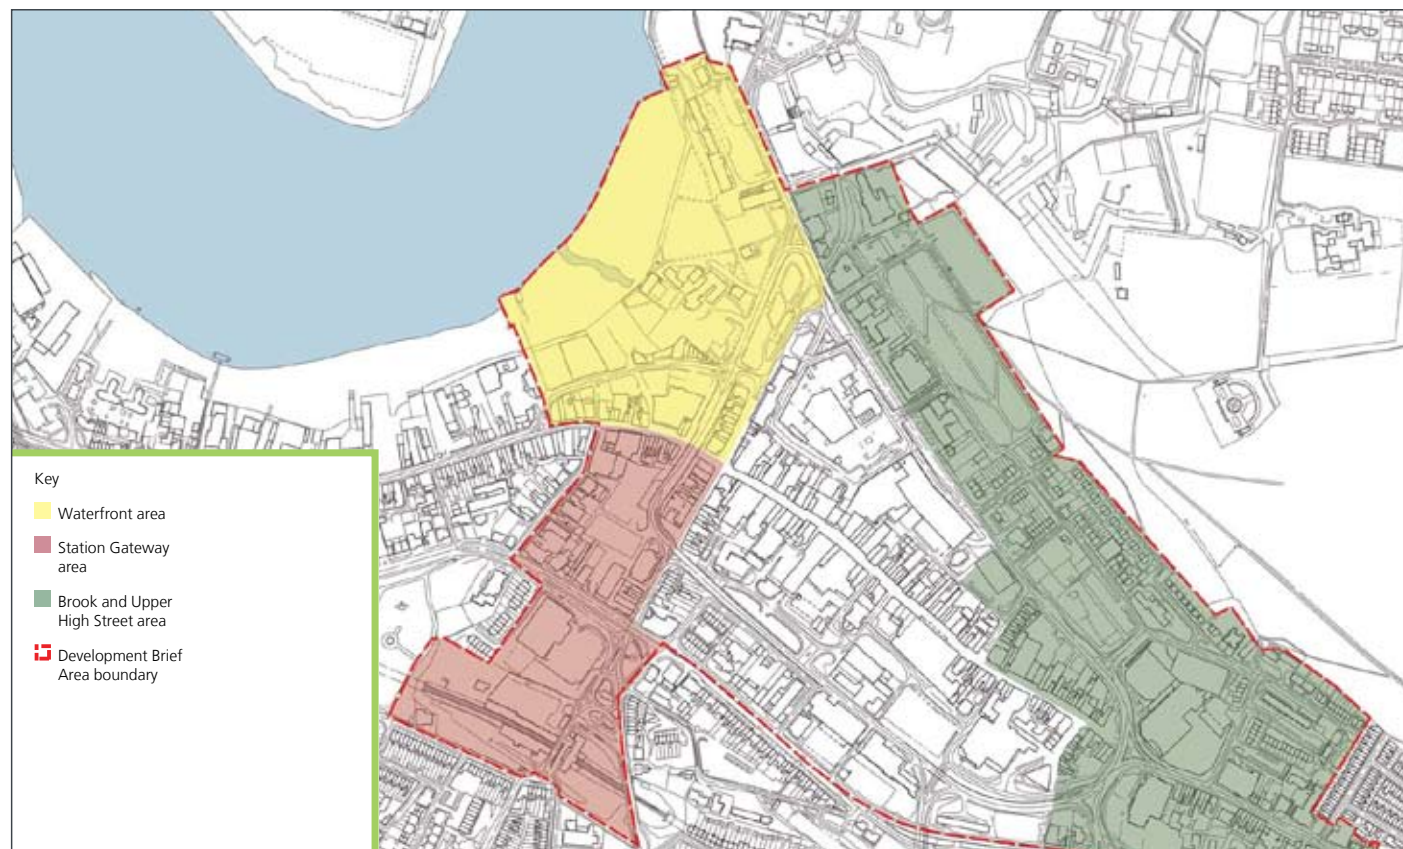 Key
Waterfront area
Station Gateway
area
Brook and Upper
High Street area
Development Brief
Area boundary